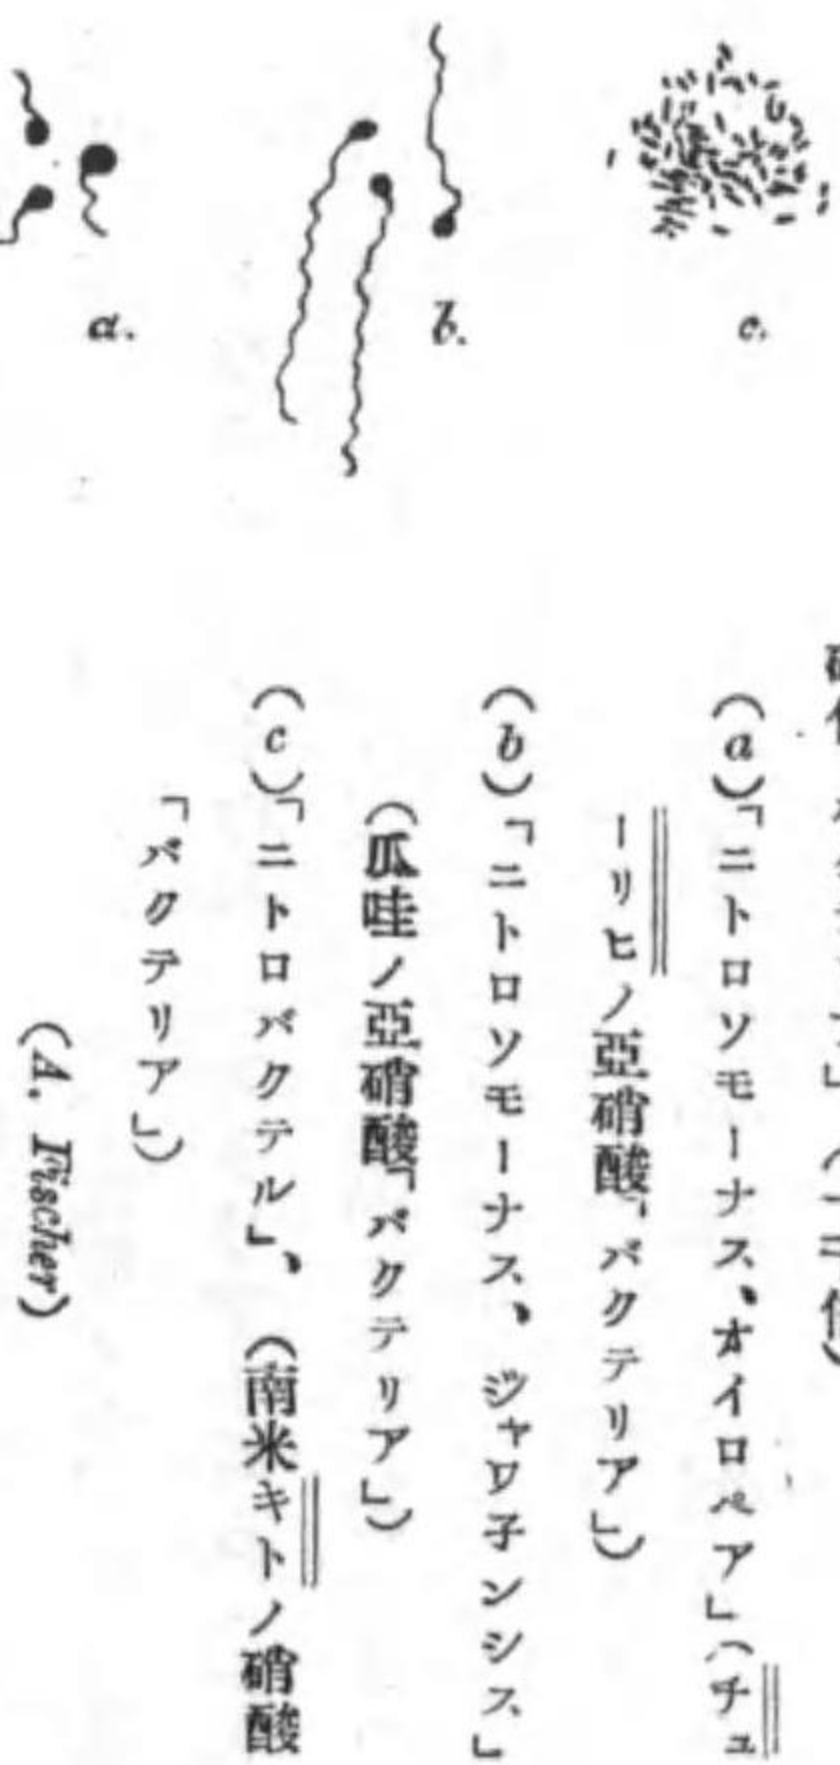 a.
b.
c.
(a)「ニトロソモーナス、オイロペア」(チュ
ーリヒノ亞硝酸「バクテリア」)
(b)「ニトロソモーナス、ジャワ子ンシス」
(瓜哇ノ亞硝酸「バクテリア」)
(c)「ニトロバクテル」、(南米キトノ硝酸
「バクテリア」)
(A. Fischer)